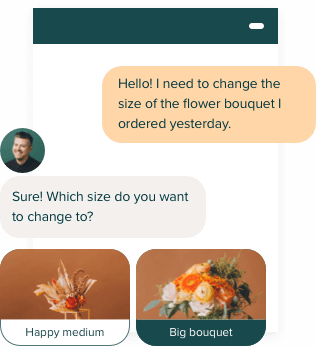 Hello! I need to change the
size of the flower bouquet I
ordered yesterday.
Sure! Which size do you want
to change to?
Happy medium
Big bouquet